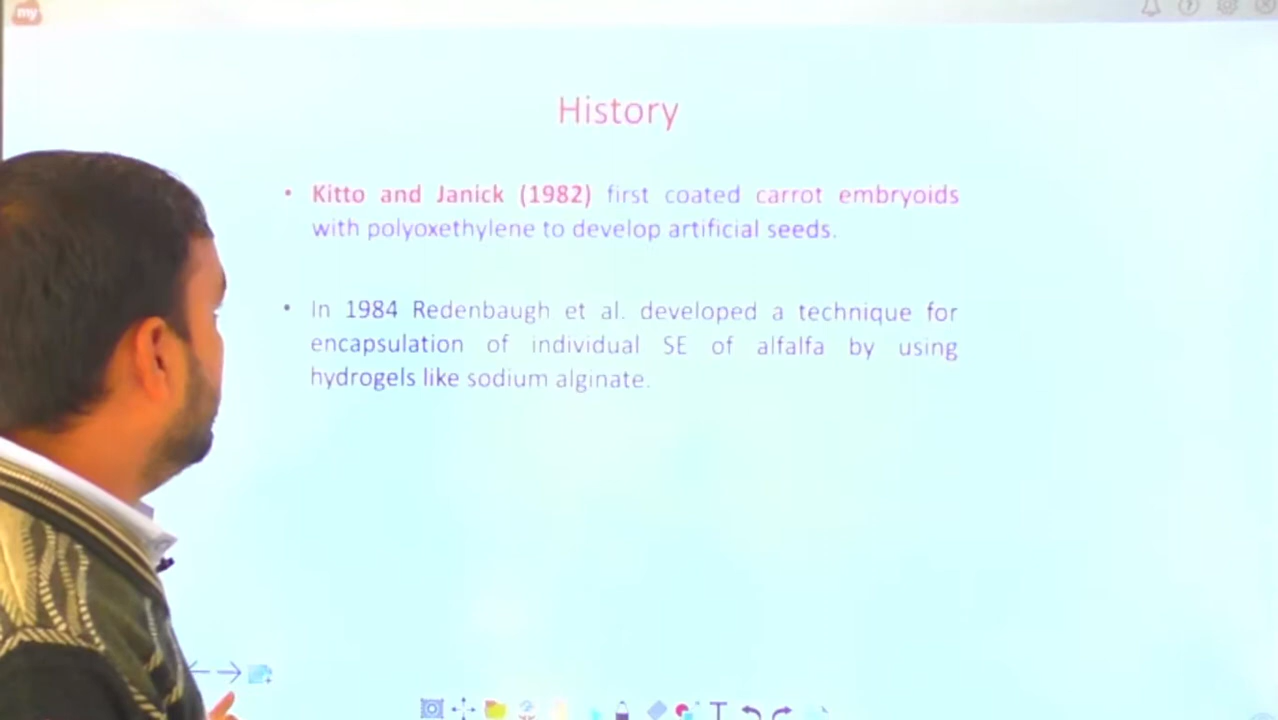 my
History
• Kitto and Janick (1982) first coated carrot embryoids
with polyoxethylene to develop artificial seeds.
• In 1984 Redenbaugh et al. developed a technique for
encapsulation of individual SE of alfalfa by using
hydrogels like sodium alginate.
T